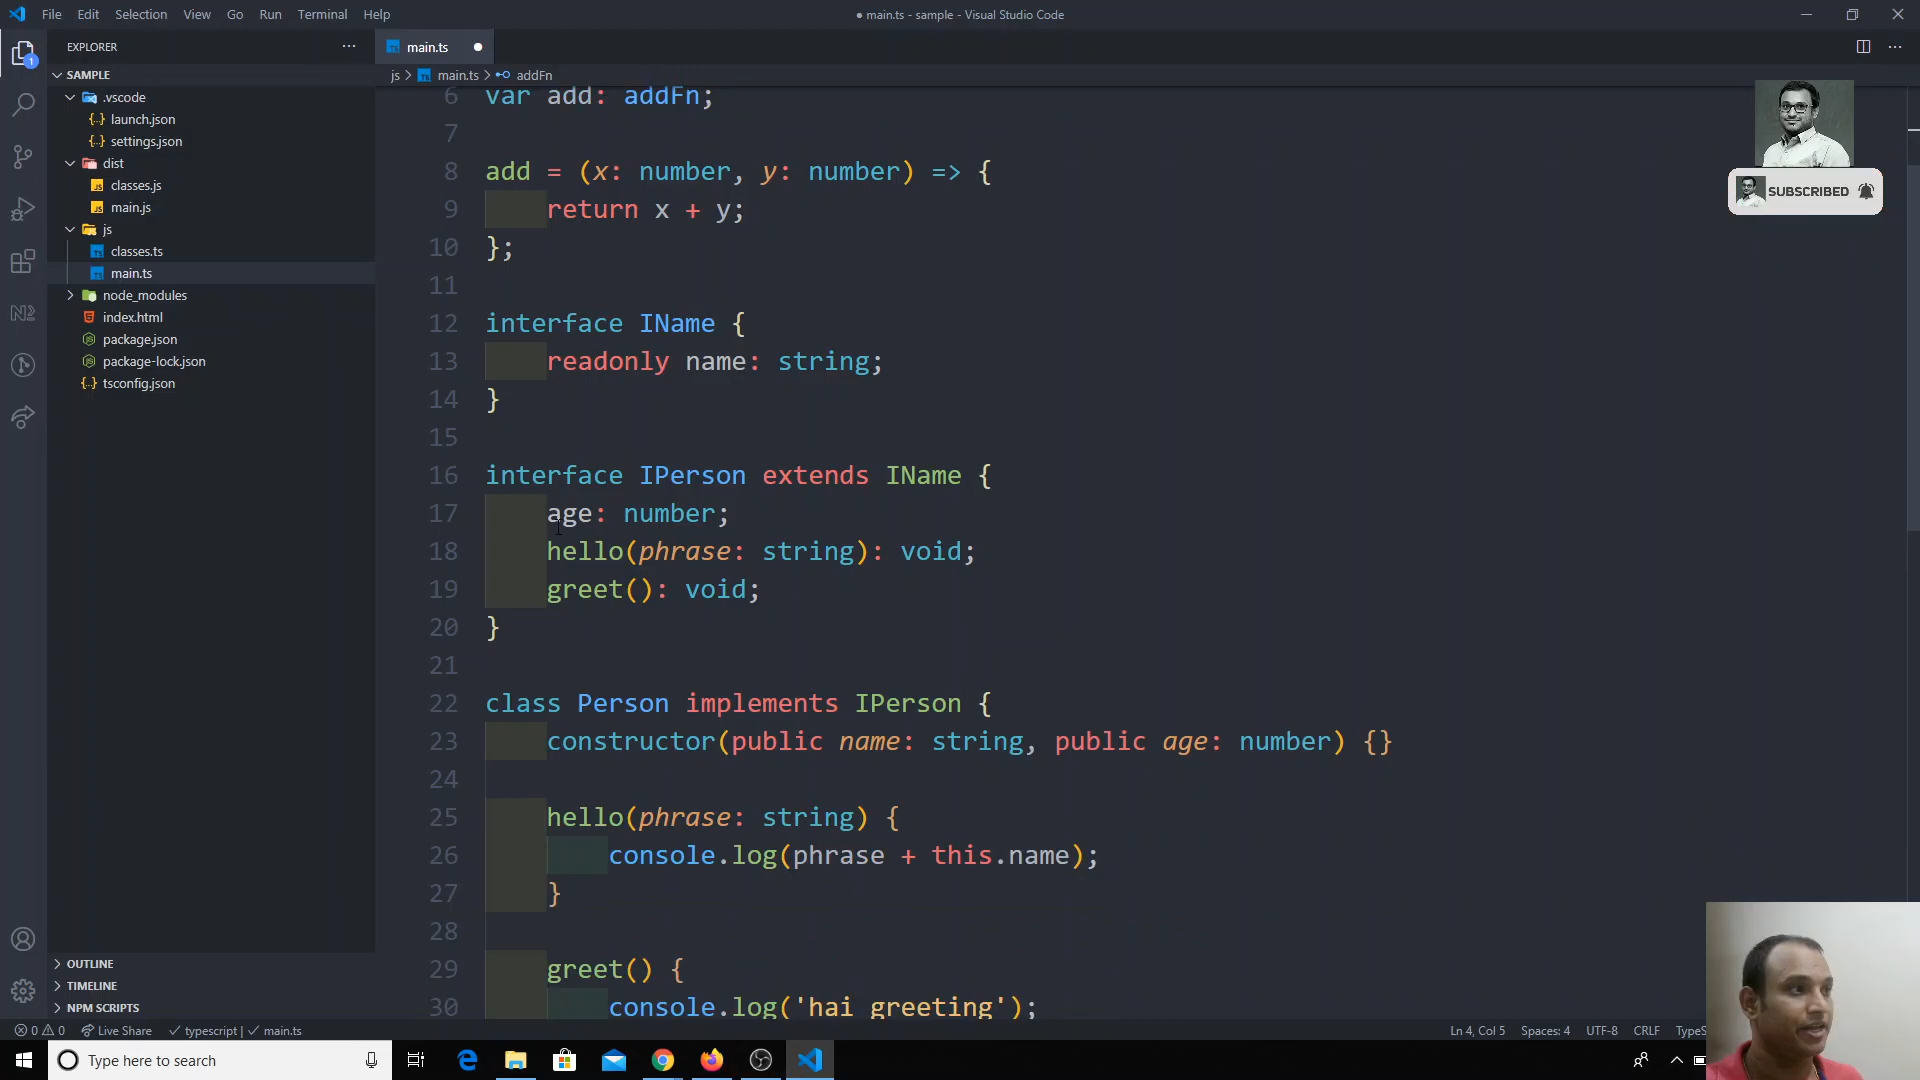 File Edit Selection View Go Run Terminal Help
● main.ts - sample - Visual Studio Code
EXPLORER
main.ts
SAMPLE
js > main.ts > addFn
.vscode
launch.json
settings.json
dist
classes.js
main.js
js
classes.ts
main.ts
node_modules
index.html
package.json
package-lock.json
tsconfig.json
OUTLINE
TIMELINE
NPM SCRIPTS
6 var add: addFn;
7
8 add = (x: number, y: number) => {
9 return x + y;
10 };
11
12 interface IName {
13 readonly name: string;
14 }
15
16 interface IPerson extends IName {
17 age: number;
18 hello(phrase: string): void;
19 greet(): void;
20 }
21
22 class Person implements IPerson {
23 constructor(public name: string, public age: number) {}
24
25 hello(phrase: string) {
26 console.log(phrase + this.name);
27 }
28
29 greet() {
30 console.log('hai greeting');
SUBSCRIBED
1
0 0 Live Share typescript | main.ts
Ln 4, Col 5 Spaces: 4 UTF-8 CRLF TypeS
Type here to search